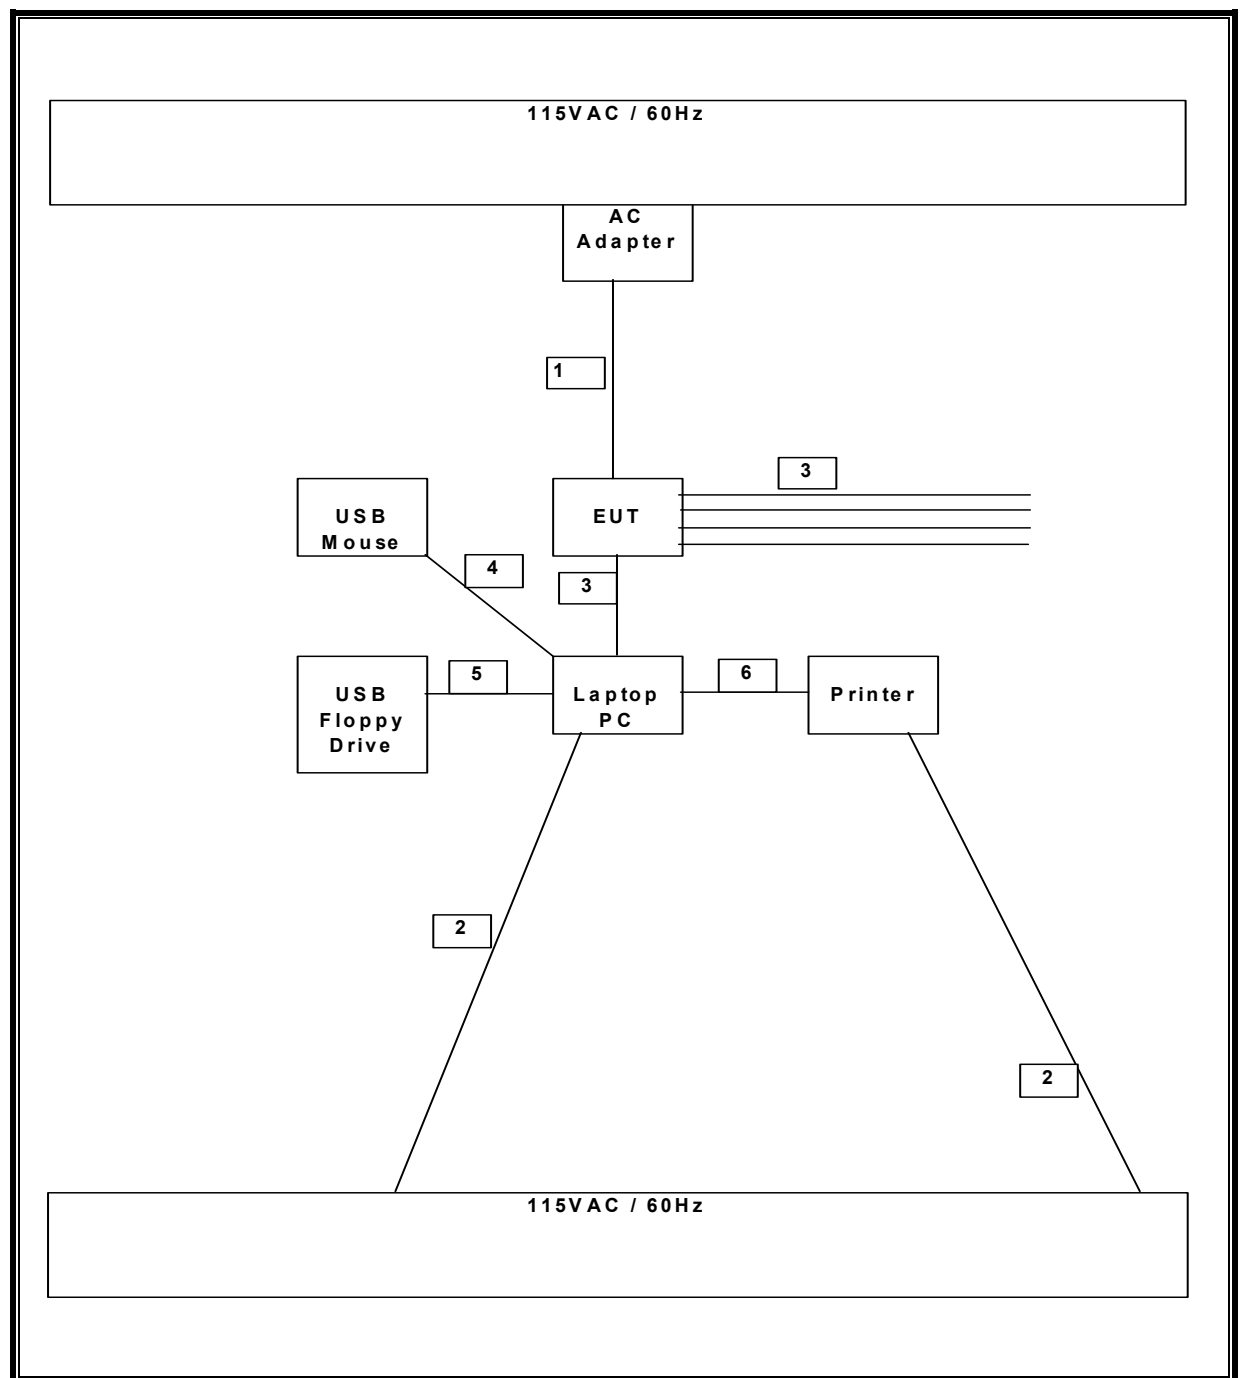 115VAC / 60Hz
AC
Adapter
1
3
USB
Mouse
EUT
4
3
5
6
USB
Floppy
Drive
Laptop
PC
Printer
2
2
115VAC / 60Hz